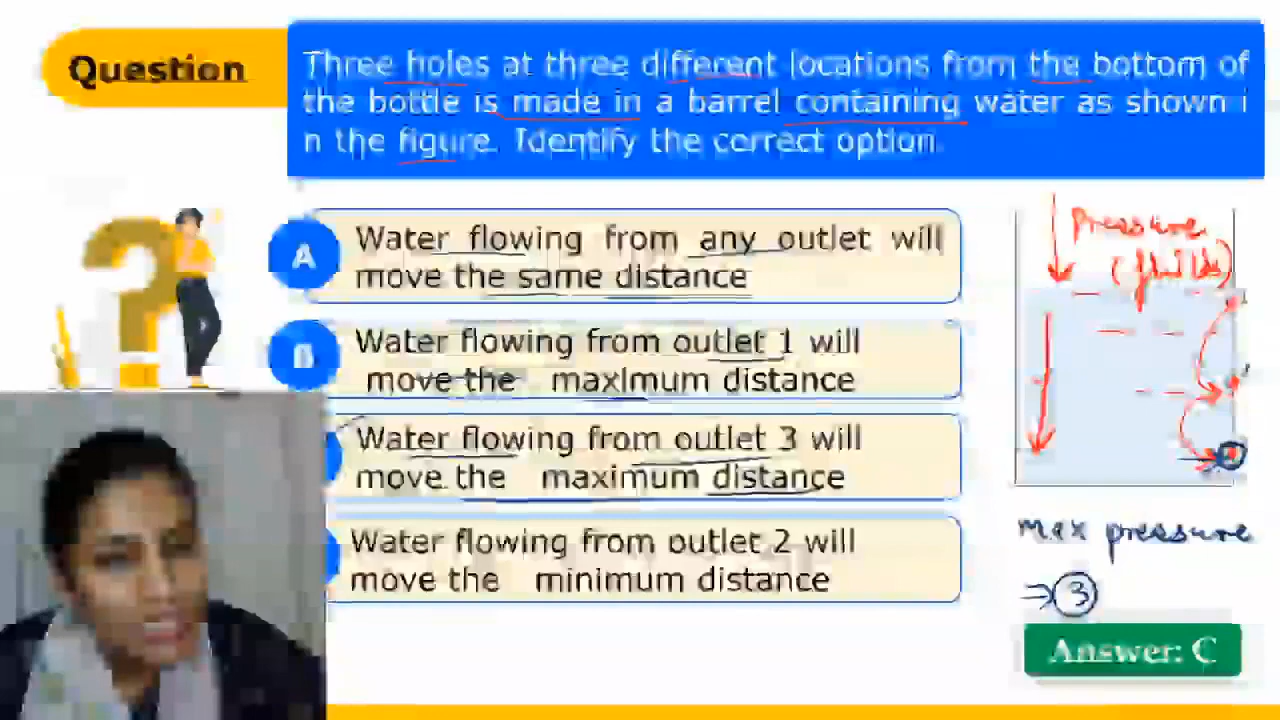 Question
Three holes at three different locations from the bottom of
the bottle is made in a barrel containing water as shown i
n the figure. Identify the correct option.
A
Water flowing from any outlet will
move the same distance
B
Water flowing from outlet 1 will
move the maximum distance
Water flowing from outlet 3 will
move the maximum distance
Water flowing from outlet 2 will
move the minimum distance
Pressure
(fluids)
max pressure
⇒ 3
Answer: C